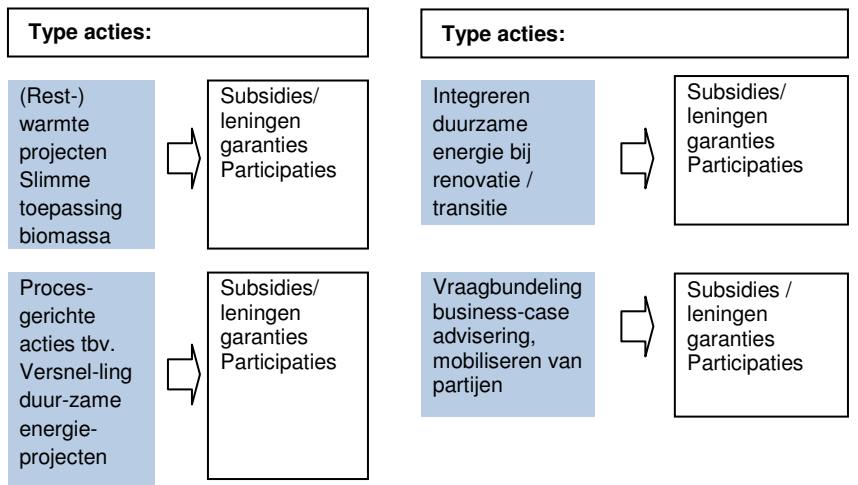 Type acties:
(Rest-)
warmte
projecten
Slimme
toepassing
biomassa
Subsidies/
leningen
garanties
Participaties
Proces-
gerichte
acties tbv.
Versnel-ling
duur-zame
energie-
projecten
Subsidies/
leningen
garanties
Participaties
Type acties:
Integreren
duurzame
energie bij
renovatie /
transitie
Subsidies/
leningen
garanties
Participaties
Vraagbundeling
business-case
advisering,
mobiliseren van
partijen
Subsidies /
leningen
garanties
Participaties